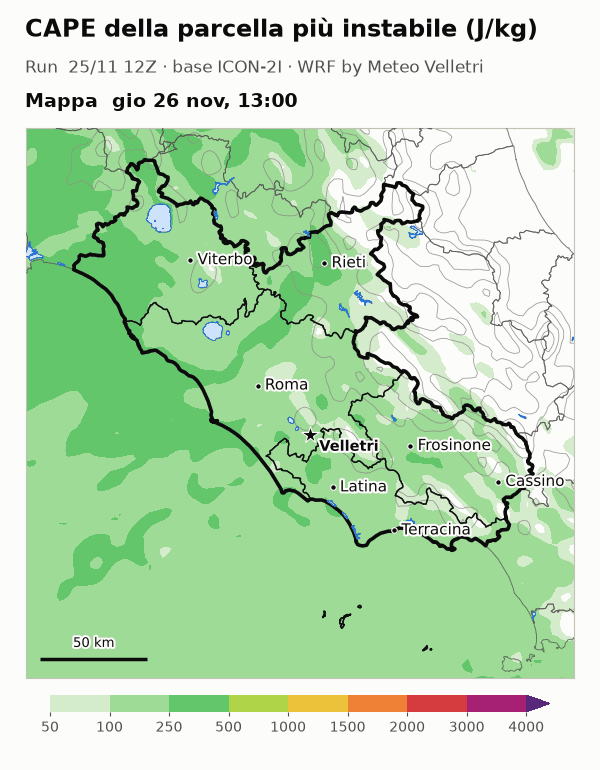 CAPE della parcella più instabile (J/kg)
Run  25/11 12Z · base ICON-2I · WRF by Meteo Velletri
Mappa  gio 26 nov, 13:00
Viterbo
Rieti
Roma
Velletri
Frosinone
Cassino
Latina
Terracina
50 km
50 100 250 500 1000 1500 2000 3000 4000